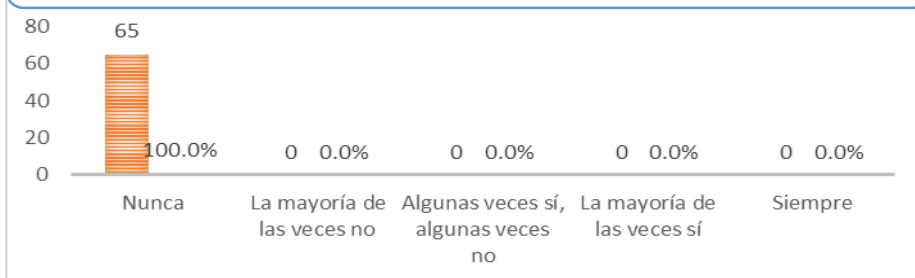 80
65
60
40
20
100.0%
0 0.0%
0 0.0%
0 0.0%
0 0.0%
0
Nunca
La mayoría de
las veces no
Algunas veces sí,
algunas veces
no
La mayoría de
las veces sí
Siempre